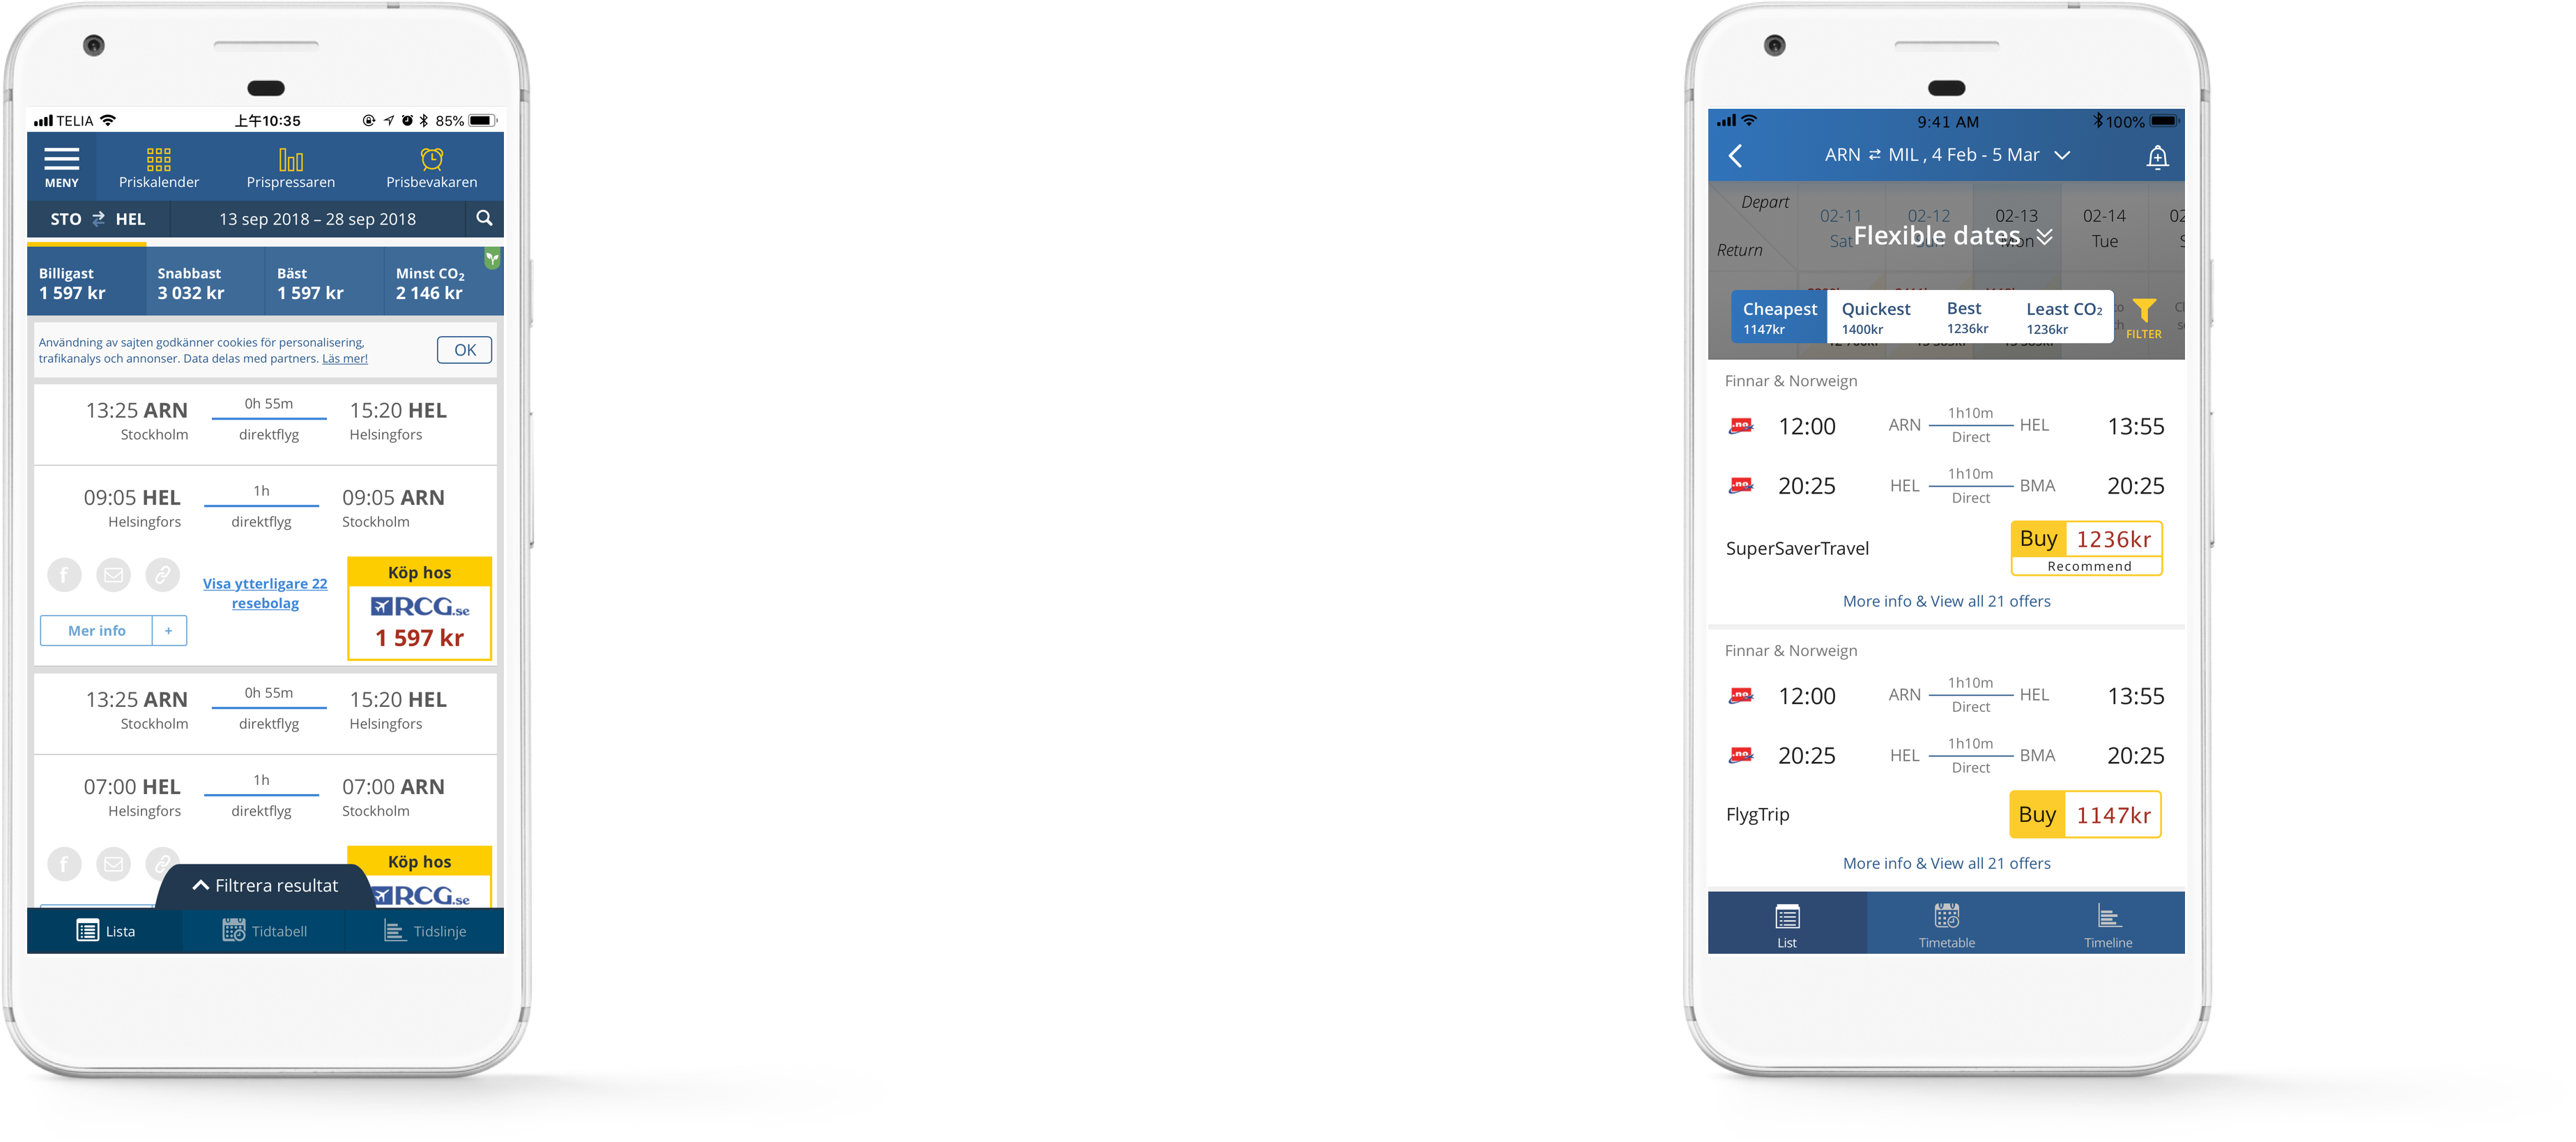 TELIA 上午10:35 85%
MENY Priskalender Prispressaren Prisbevakaren
STO ⇄ HEL 13 sep 2018 – 28 sep 2018
Billigast Snabbast Bäst Minst CO2
1 597 kr 3 032 kr 1 597 kr 2 146 kr
Användning av sajten godkänner cookies för personalisering,
trafikanalys och annonser. Data delas med partners. Läs mer!
OK
0h 55m
13:25 ARN 15:20 HEL
Stockholm direktflyg Helsingfors
1h
09:05 HEL 09:05 ARN
Helsingfors direktflyg Stockholm
Visa ytterligare 22
resebolag
Mer info +
Köp hos
RCG.se
1 597 kr
0h 55m
13:25 ARN 15:20 HEL
Stockholm direktflyg Helsingfors
1h
07:00 HEL 07:00 ARN
Helsingfors direktflyg Stockholm
Köp hos
RCG.se
Filtrera resultat
Lista Tidtabell Tidslinje
9:41 AM 100%
ARN ⇄ MIL , 4 Feb - 5 Mar
Depart
Return
02-11 02-12 02-13 02-14 02
Sat Mon Tue
Flexible dates
Cheapest Quickest Best Least CO2
1147kr 1400kr 1236kr 1236kr
FILTER
Finnar & Norweign
1h10m
12:00 ARN HEL 13:55
Direct
1h10m
20:25 HEL BMA 20:25
Direct
SuperSaverTravel
Buy 1236kr
Recommend
More info & View all 21 offers
Finnar & Norweign
1h10m
12:00 ARN HEL 13:55
Direct
1h10m
20:25 HEL BMA 20:25
Direct
FlygTrip
Buy 1147kr
More info & View all 21 offers
List Timetable Timeline